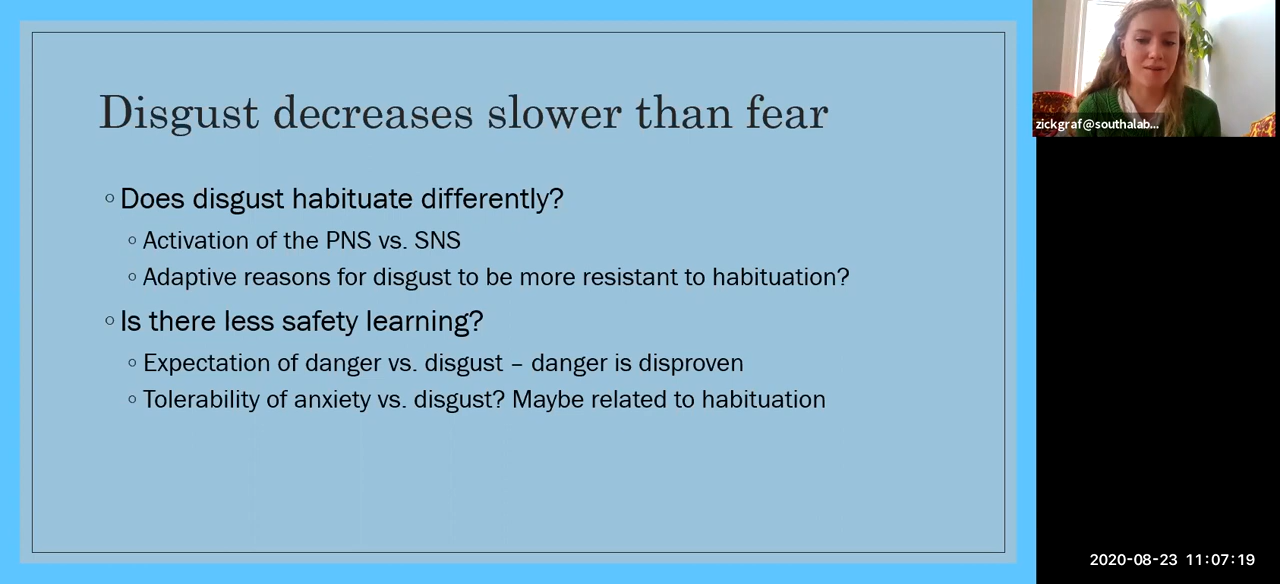 Disgust decreases slower than fear
Does disgust habituate differently?
Activation of the PNS vs. SNS
Adaptive reasons for disgust to be more resistant to habituation?
Is there less safety learning?
Expectation of danger vs. disgust – danger is disproven
Tolerability of anxiety vs. disgust? Maybe related to habituation
zickgraf@southalab...
2020-08-23 11:07:19